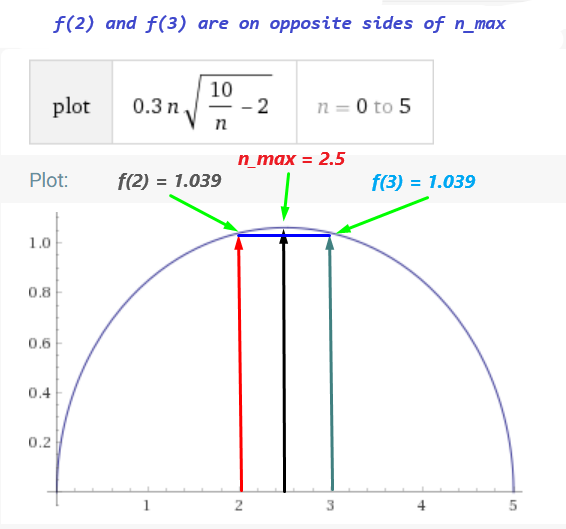 f(2) and f(3) are on opposite sides of n_max
plot 0.3 n √(10/n − 2) n = 0 to 5
n_max = 2.5
Plot: f(2) = 1.039 f(3) = 1.039
1.0
0.8
0.6
0.4
0.2
1 2 3 4 5